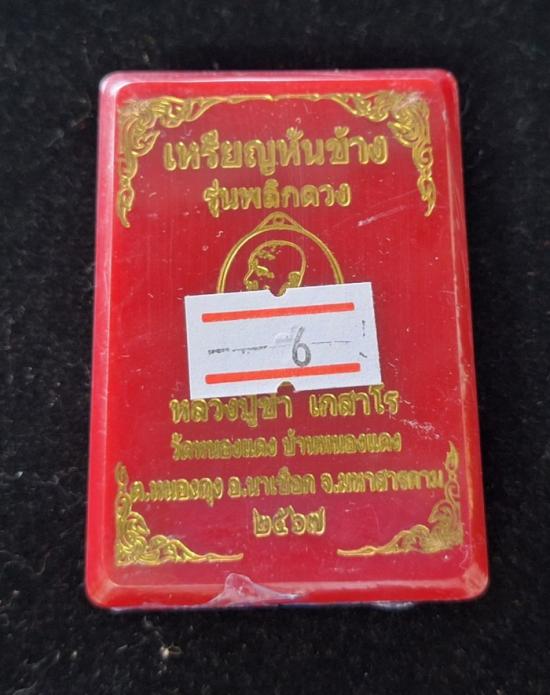 เหรียญหันข้าง
รุ่นพลิกดวง
6
หลวงปู่ขำ เกสาโร
วัดหนองแดง บ้านหนองแดง
ต.หนองกุง อ.นาเชือก จ.มหาสารคาม
๒๕๖๗